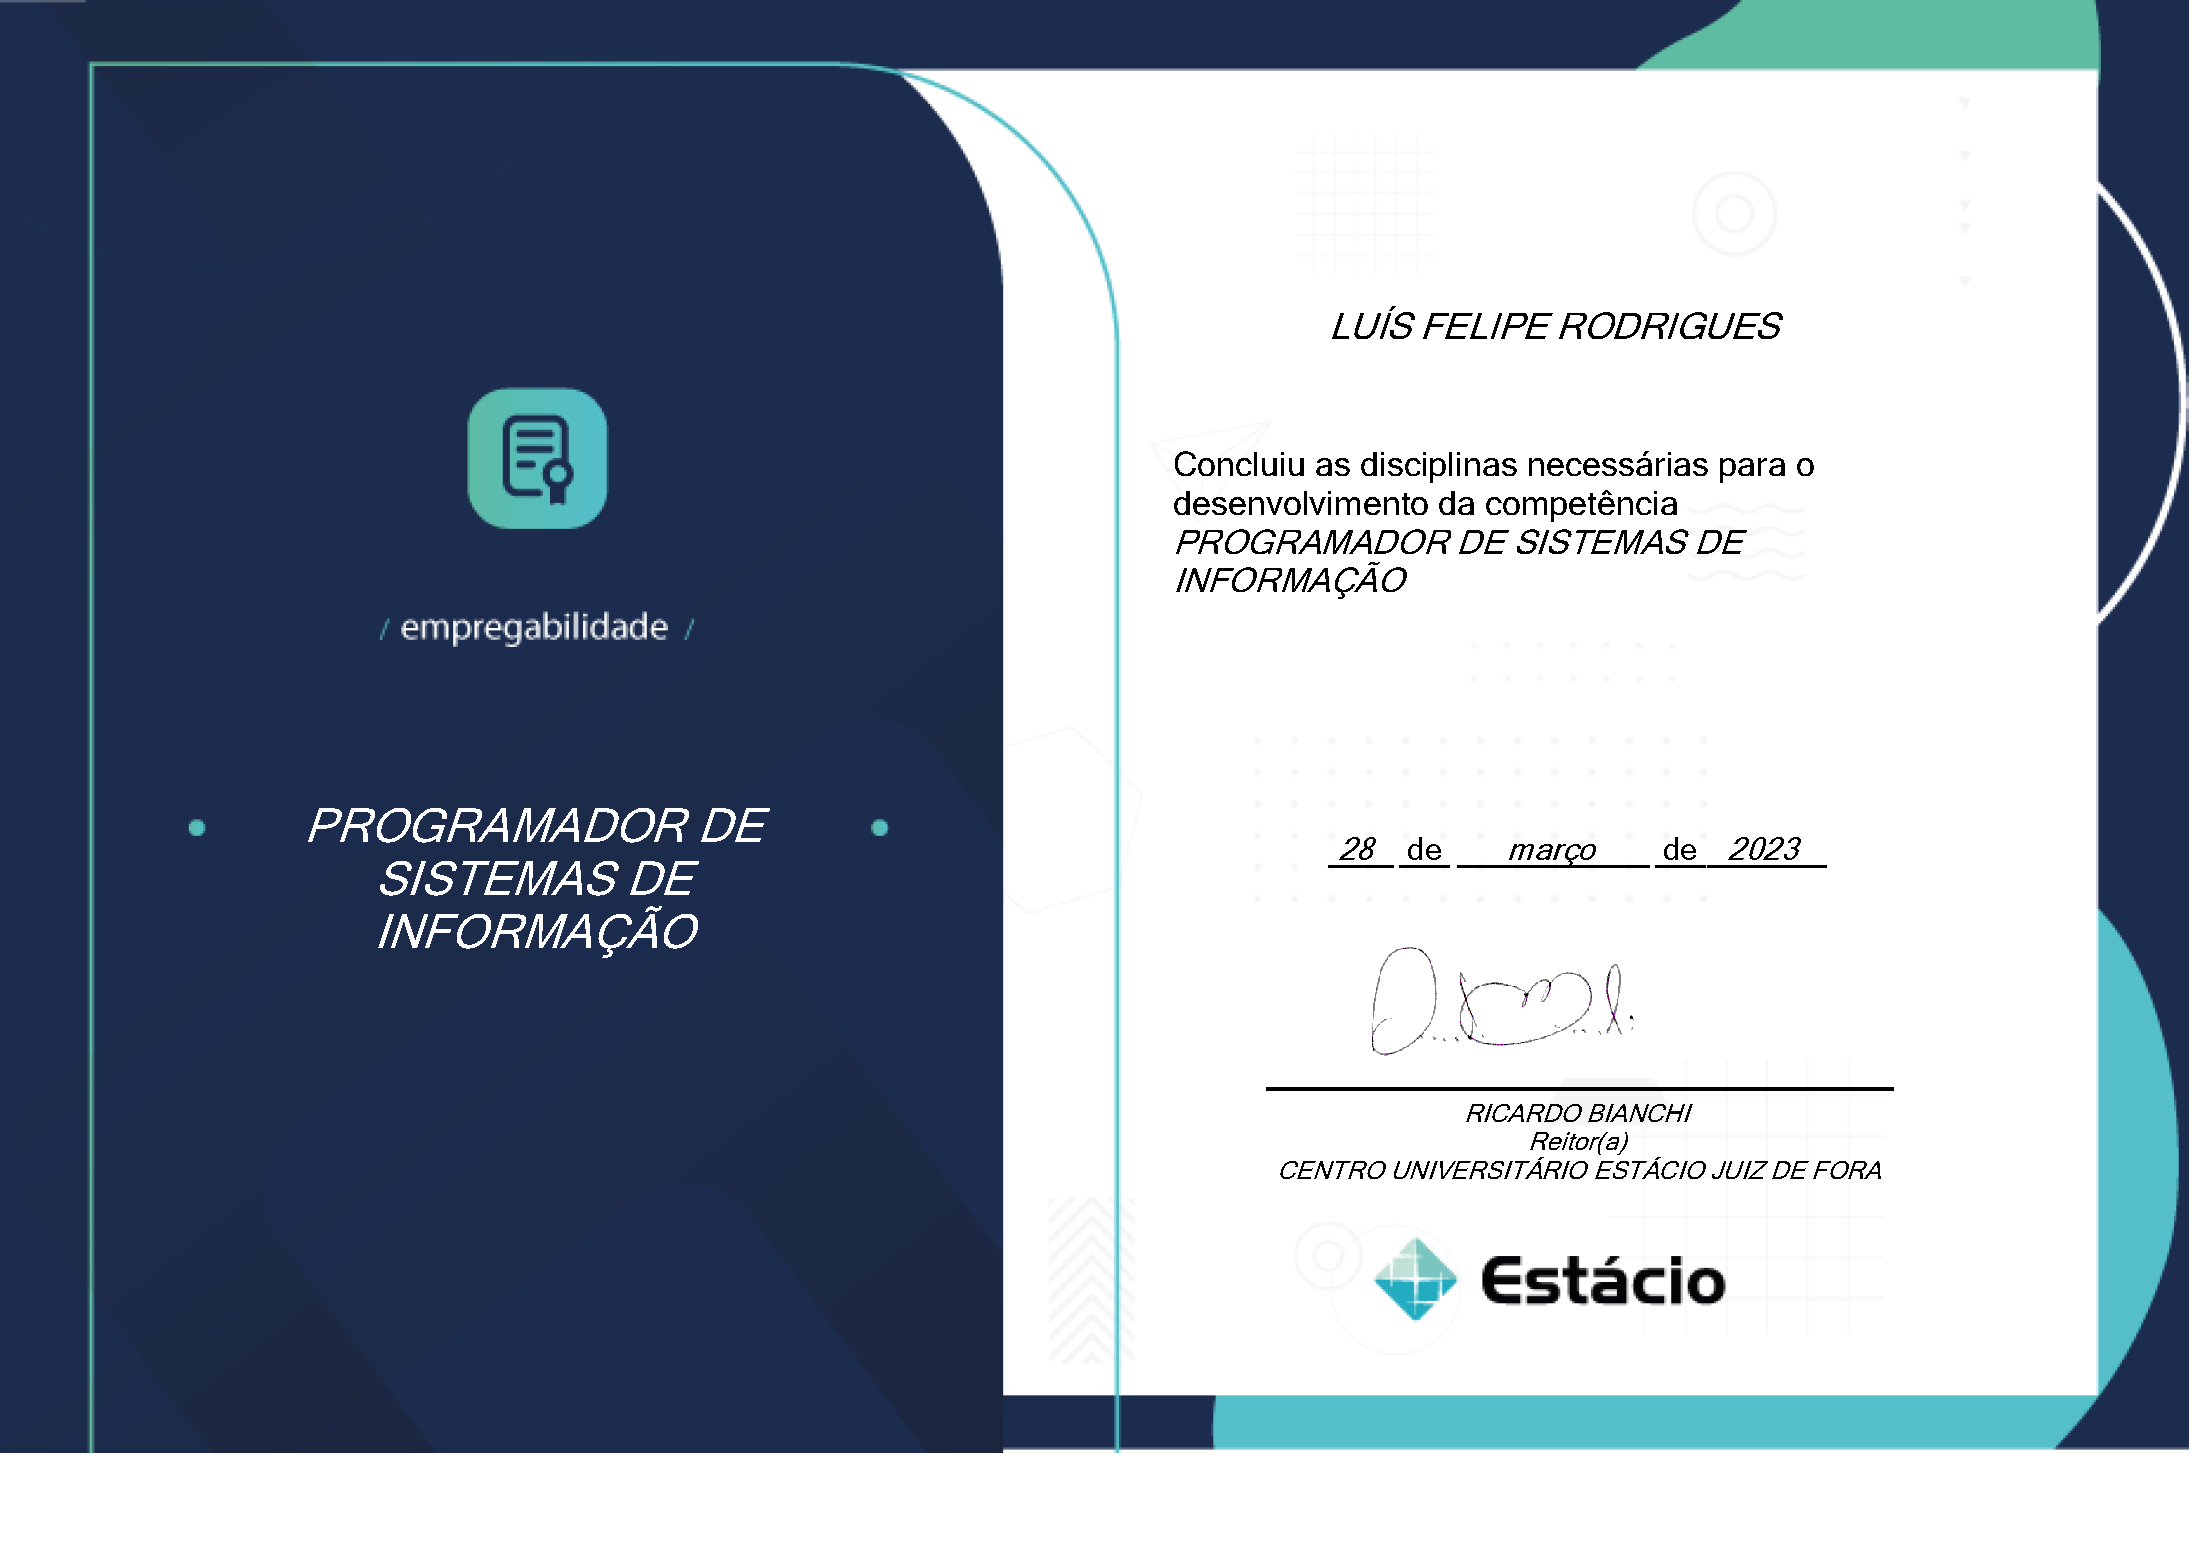 / empregabilidade /
PROGRAMADOR DE
SISTEMAS DE
INFORMAÇÃO
LUÍS FELIPE RODRIGUES
Concluiu as disciplinas necessárias para o
desenvolvimento da competência
PROGRAMADOR DE SISTEMAS DE
INFORMAÇÃO
28 de março de 2023
RICARDO BIANCHI
Reitor(a)
CENTRO UNIVERSITÁRIO ESTÁCIO JUIZ DE FORA
Estácio